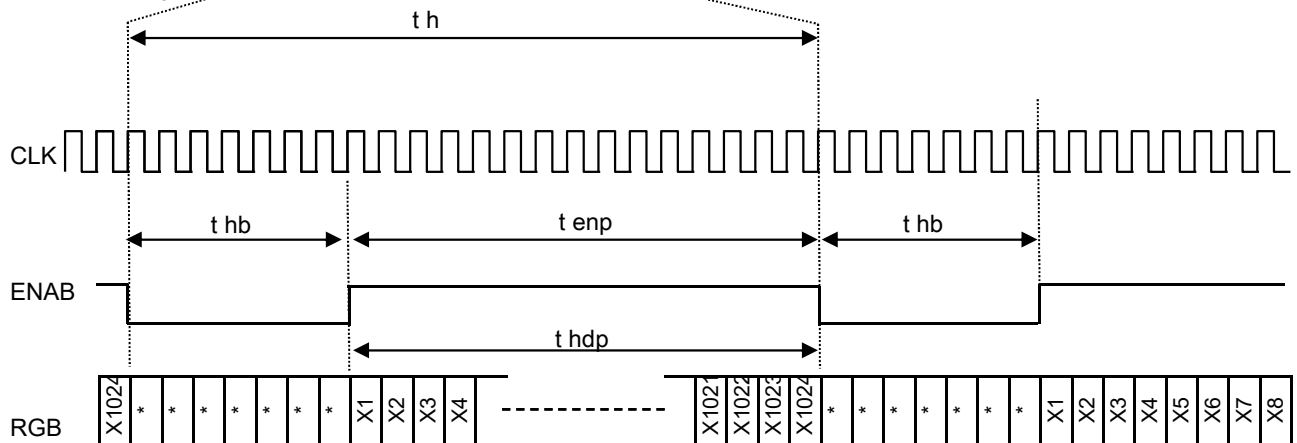 t h
CLK
t hb t enp t hb
ENAB
t hdp
RGB X1024 * * * * * * * X1 X2 X3 X4 X1021 X1022 X1023 X1024 * * * * * * * X1 X2 X3 X4 X5 X6 X7 X8